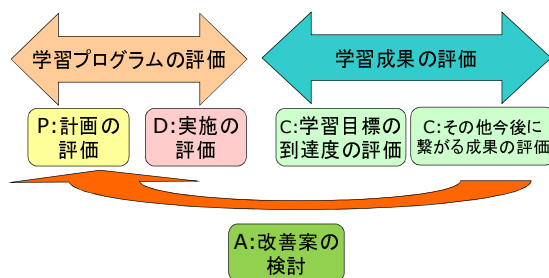 学習プログラムの評価
学習成果の評価
P:計画の
評価
D:実施の
評価
C:学習目標の
到達度の評価
C:その他今後に
繋がる成果の評価
A:改善案の
検討